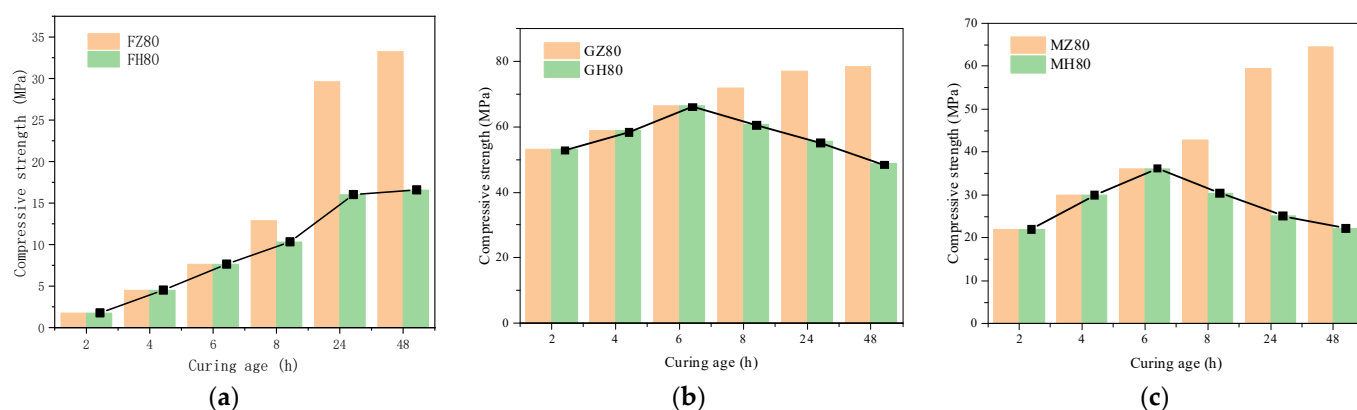 FZ80
FH80
Compressive strength (MPa)
35
30
25
20
15
10
5
0
2 4 6 8 24 48
Curing age (h)
(a)
GZ80
GH80
Compressive strength (MPa)
80
60
40
20
0
2 4 6 8 24 48
Curing age (h)
(b)
MZ80
MH80
Compressive strength (MPa)
70
60
50
40
30
20
10
0
2 4 6 8 24 48
Curing age (h)
(c)